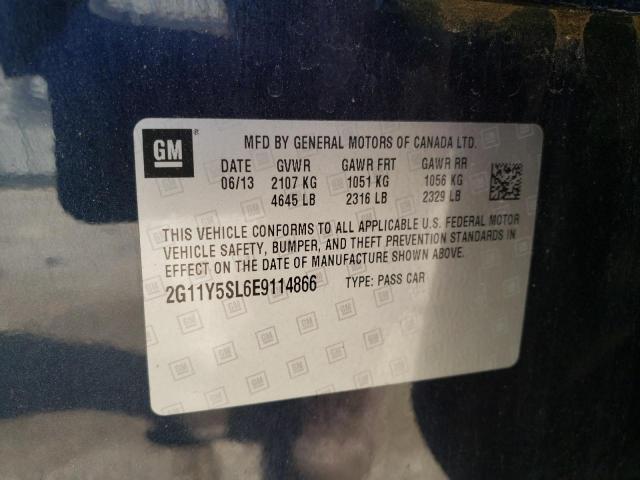 GM
MFD BY GENERAL MOTORS OF CANADA LTD.
DATE GVWR GAWR FRT GAWR RR
06/13 2107 KG 1051 KG 1056 KG
4645 LB 2316 LB 2329 LB
THIS VEHICLE CONFORMS TO ALL APPLICABLE U.S. FEDERAL MOTOR
VEHICLE SAFETY, BUMPER, AND THEFT PREVENTION STANDARDS IN
EFFECT ON THE DATE OF MANUFACTURE SHOWN ABOVE.
2G11Y5SL6E9114866 TYPE: PASS CAR